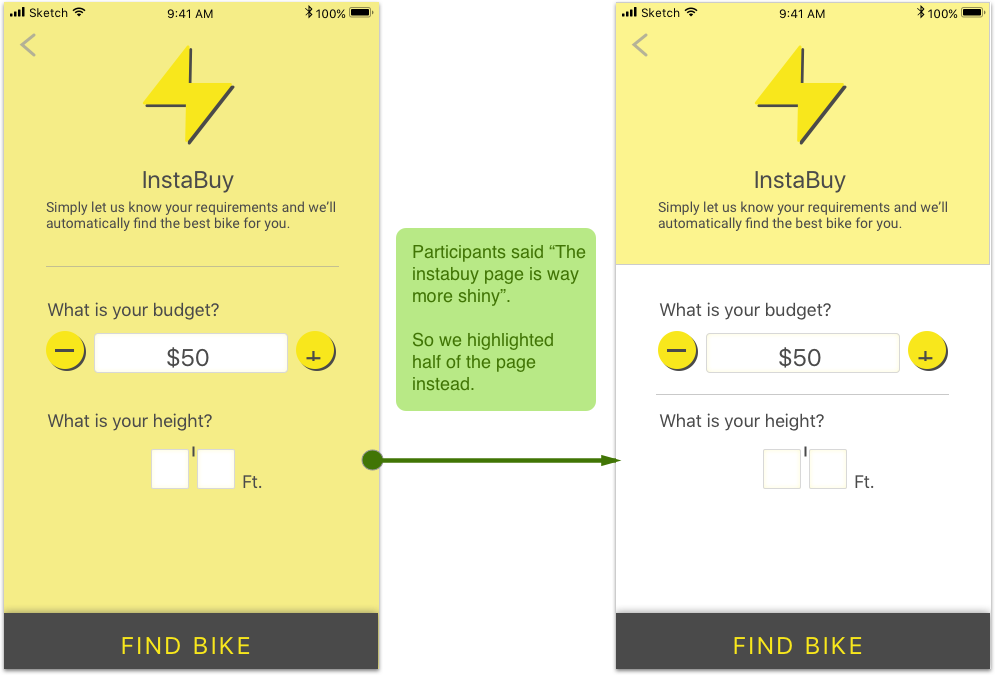 Sketch 9:41 AM 100%
InstaBuy
Simply let us know your requirements and we’ll
automatically find the best bike for you.
What is your budget?
− $50 +
What is your height?
' Ft.
FIND BIKE
Participants said “The
instabuy page is way
more shiny”.
So we highlighted
half of the page
instead.
Sketch 9:41 AM 100%
InstaBuy
Simply let us know your requirements and we’ll
automatically find the best bike for you.
What is your budget?
− $50 +
What is your height?
' Ft.
FIND BIKE